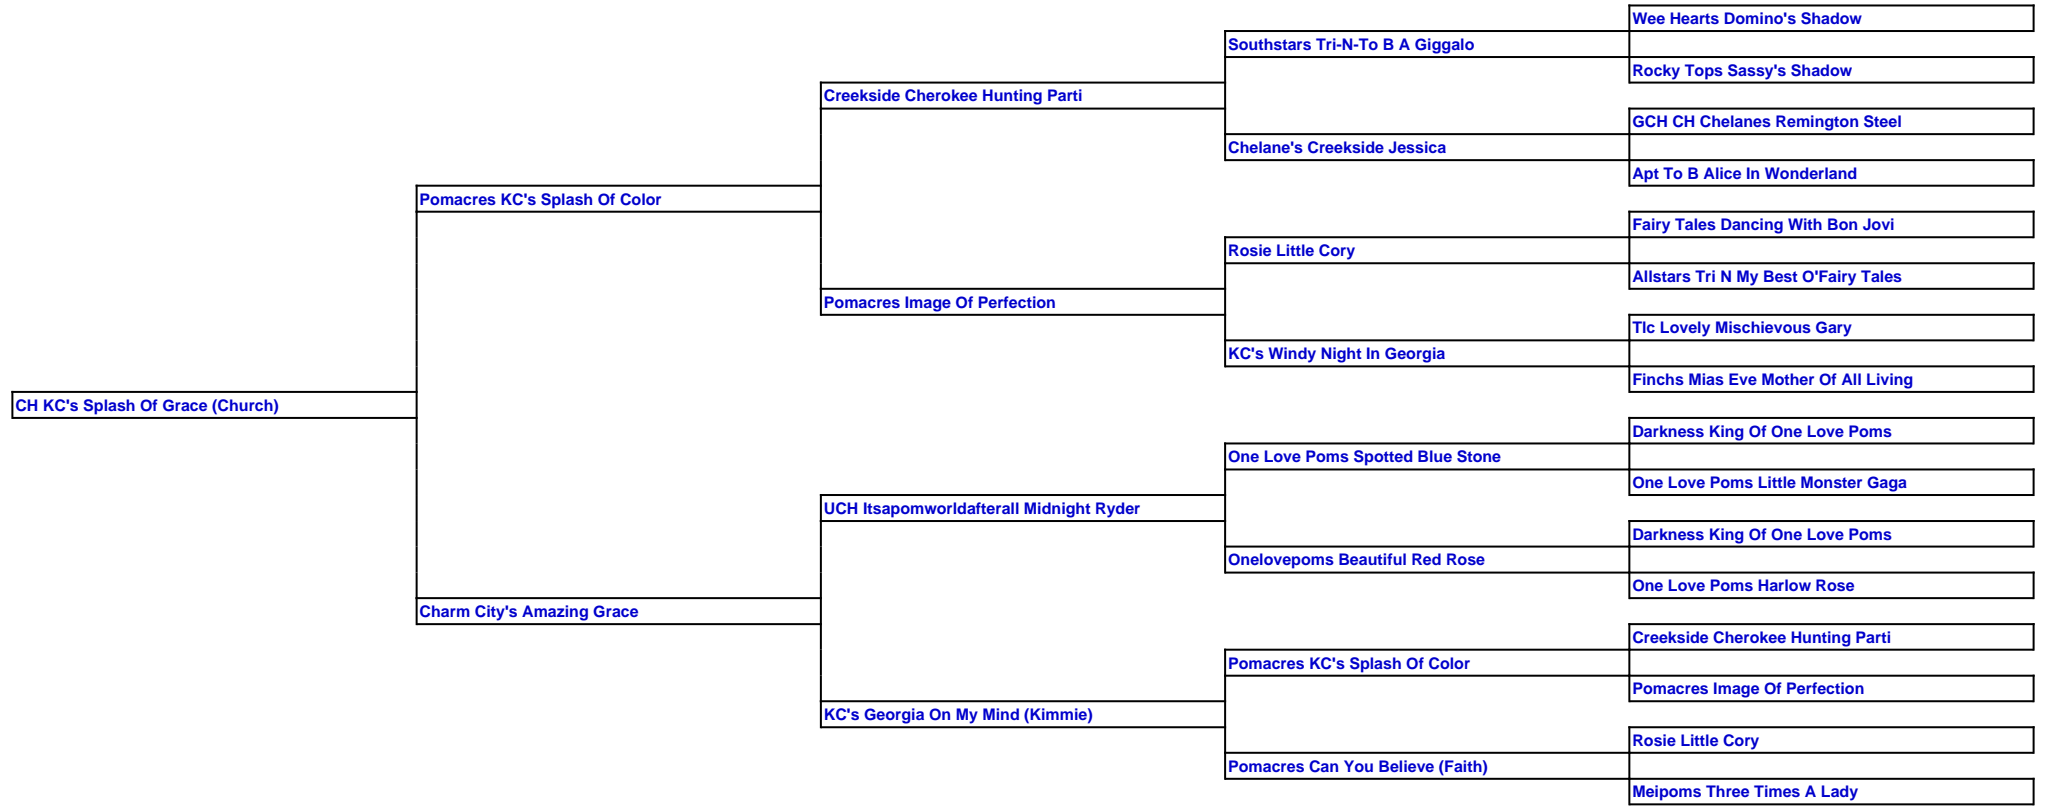 Wee Hearts Domino's Shadow
Southstars Tri-N-To B A Giggalo
Rocky Tops Sassy's Shadow
Creekside Cherokee Hunting Parti
GCH CH Chelanes Remington Steel
Chelane's Creekside Jessica
Apt To B Alice In Wonderland
Pomacres KC's Splash Of Color
Fairy Tales Dancing With Bon Jovi
Rosie Little Cory
Allstars Tri N My Best O'Fairy Tales
Pomacres Image Of Perfection
Tlc Lovely Mischievous Gary
KC's Windy Night In Georgia
Finchs Mias Eve Mother Of All Living
CH KC's Splash Of Grace (Church)
Darkness King Of One Love Poms
One Love Poms Spotted Blue Stone
One Love Poms Little Monster Gaga
UCH Itsapomworldafterall Midnight Ryder
Darkness King Of One Love Poms
Onelovepoms Beautiful Red Rose
One Love Poms Harlow Rose
Charm City's Amazing Grace
Creekside Cherokee Hunting Parti
Pomacres KC's Splash Of Color
Pomacres Image Of Perfection
KC's Georgia On My Mind (Kimmie)
Rosie Little Cory
Pomacres Can You Believe (Faith)
Meipoms Three Times A Lady